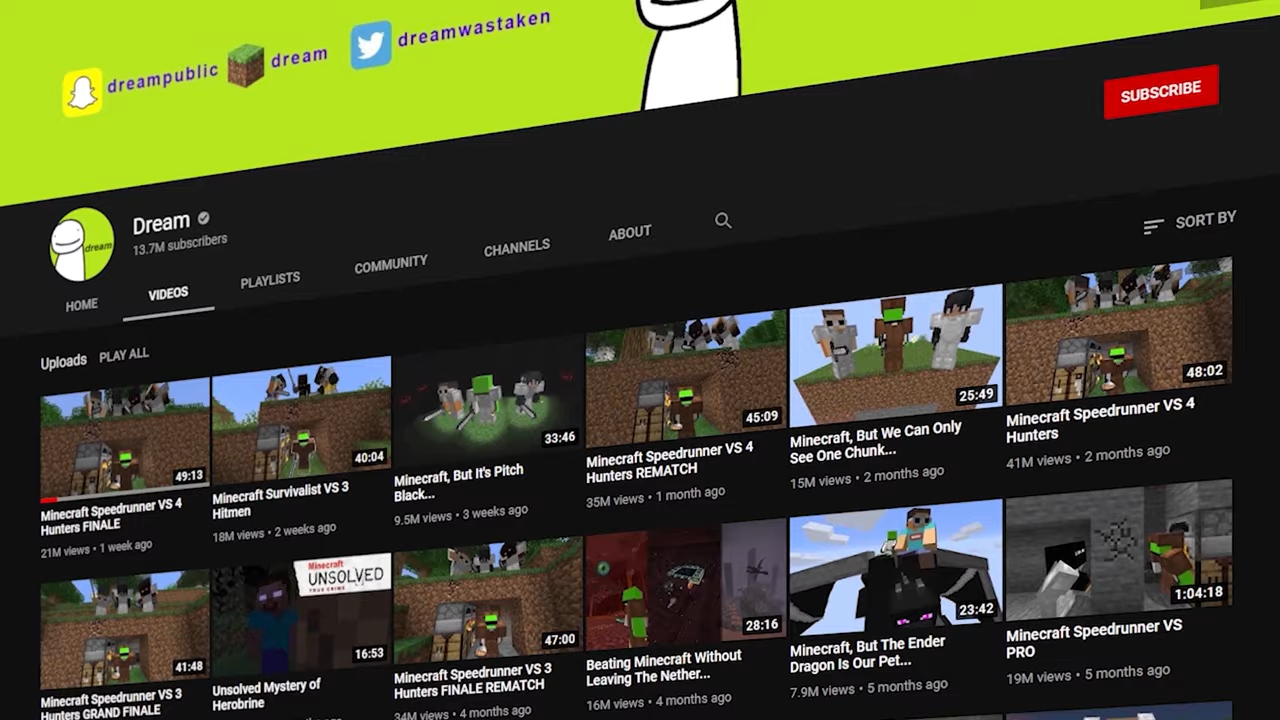 dreampublic
dream
dreamwastaken
SUBSCRIBE
dream
Dream
13.7M subscribers
HOME
VIDEOS
PLAYLISTS
COMMUNITY
CHANNELS
ABOUT
SORT BY
Uploads
PLAY ALL
49:13
Minecraft Speedrunner VS 4
Hunters FINALE
21M views • 1 week ago
40:04
Minecraft Survivalist VS 3
Hitmen
18M views • 2 weeks ago
33:46
Minecraft, But It's Pitch
Black...
9.5M views • 3 weeks ago
45:09
Minecraft Speedrunner VS 4
Hunters REMATCH
35M views • 1 month ago
25:49
Minecraft, But We Can Only
See One Chunk...
15M views • 2 months ago
48:02
Minecraft Speedrunner VS 4
Hunters
41M views • 2 months ago
41:48
Minecraft Speedrunner VS 3
Hunters GRAND FINALE
Minecraft
UNSOLVED
TRUE CRIME
16:53
Unsolved Mystery of
Herobrine
47:00
Minecraft Speedrunner VS 3
Hunters FINALE REMATCH
34M views • 4 months ago
28:16
Beating Minecraft Without
Leaving The Nether...
16M views • 4 months ago
23:42
Minecraft, But The Ender
Dragon Is Our Pet...
7.9M views • 5 months ago
1:04:18
Minecraft Speedrunner VS
PRO
19M views • 5 months ago